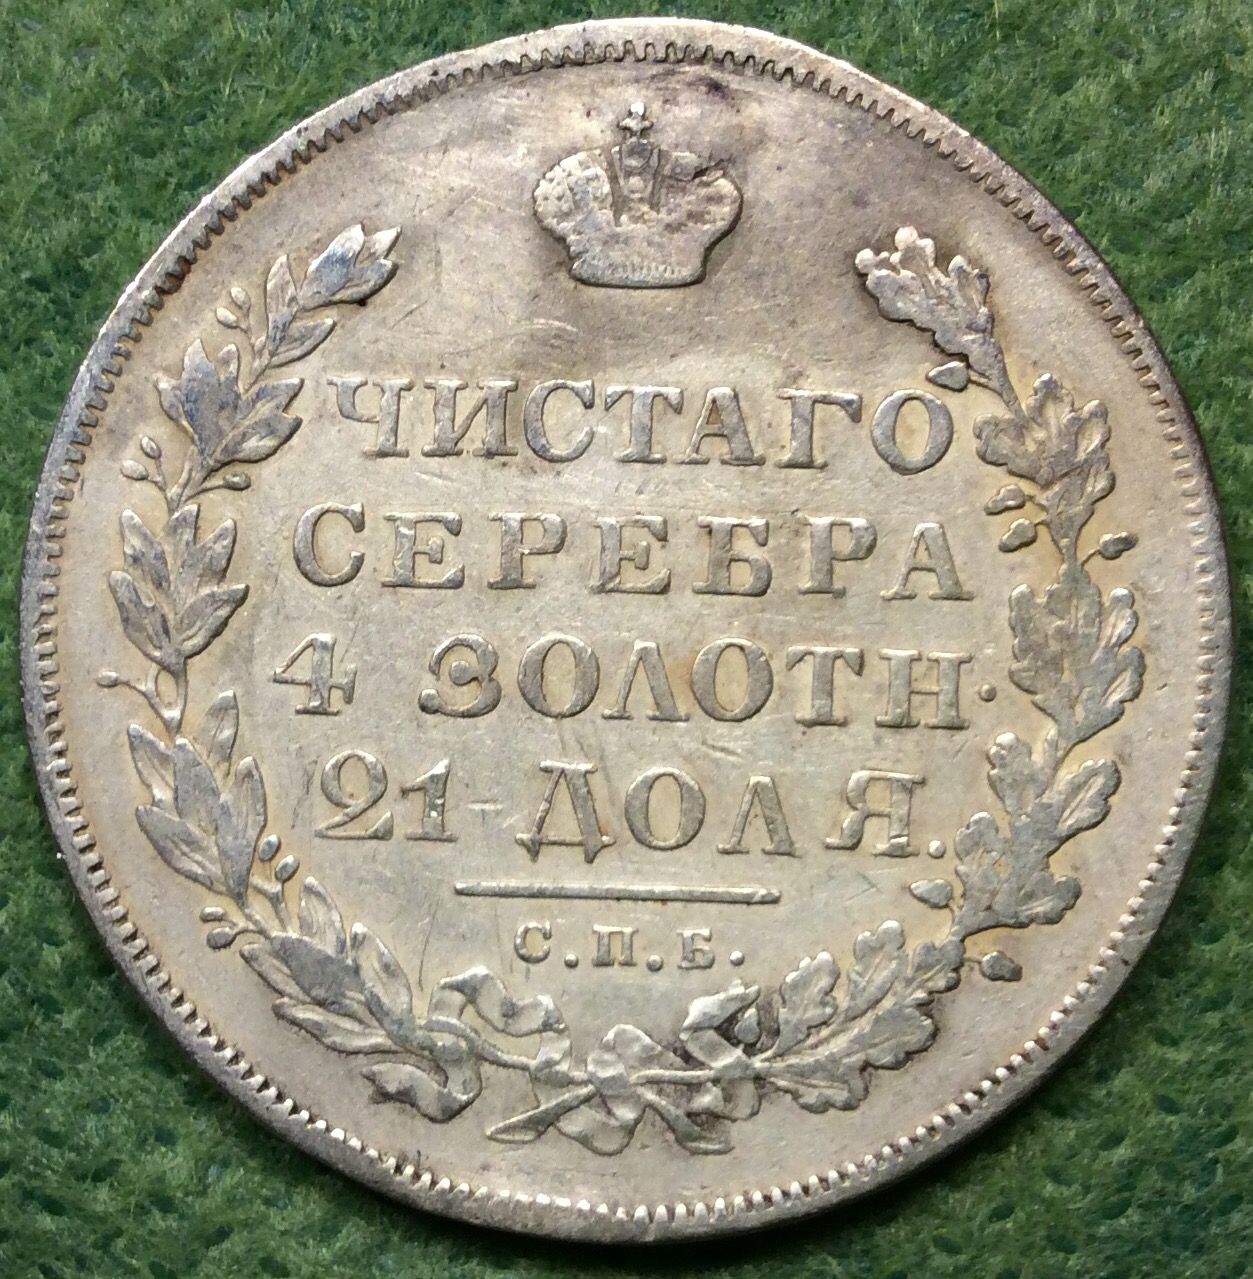 ЧИСТАГО
СЕРЕБРА
4 ЗОЛОТН.
21 ДОЛЯ.
С.П.Б.